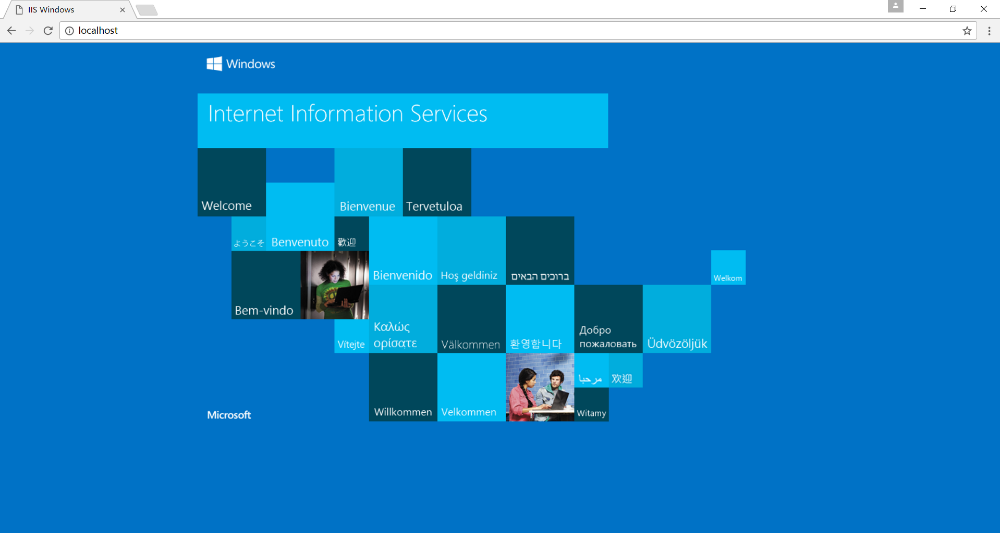 IIS Windows
localhost
Windows
Internet Information Services
Welcome
Bienvenue
Tervetuloa
ようこそ
Benvenuto
歡迎
Bienvenido
Hoş geldiniz
ברוכים הבאים
Welkom
Bem-vindo
Vítejte
Καλώς
ορίσατε
Välkommen
환영합니다
Добро
пожаловать
Üdvözöljük
مرحبا
欢迎
Willkommen
Velkommen
Witamy
Microsoft